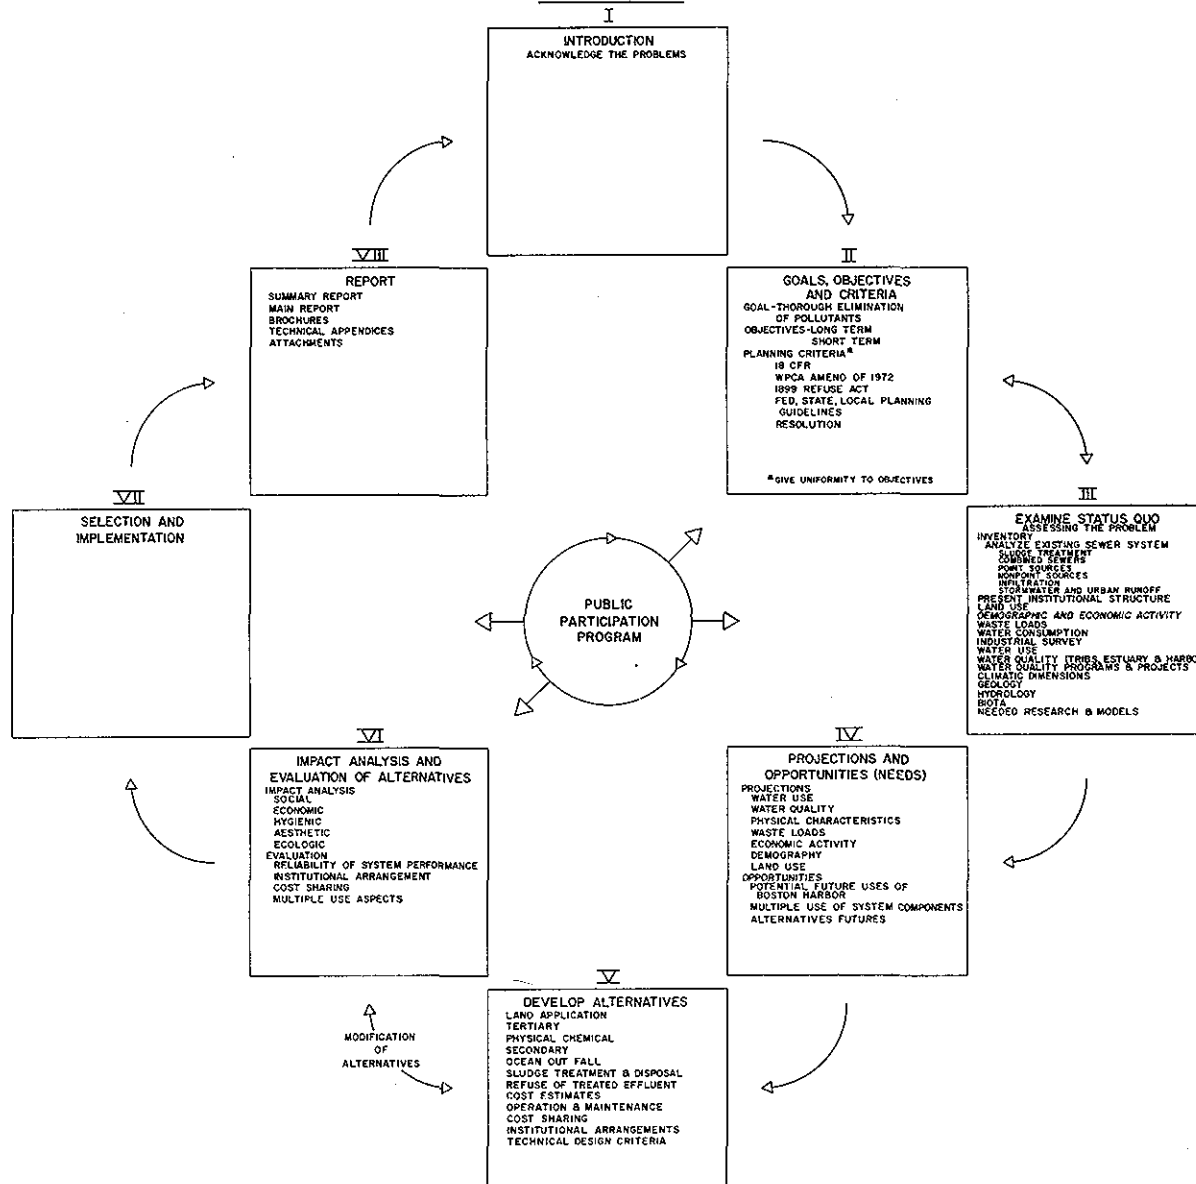 I
INTRODUCTION
ACKNOWLEDGE THE PROBLEMS
II
GOALS, OBJECTIVES
AND CRITERIA
GOAL-THOROUGH ELIMINATION
OF POLLUTANTS
OBJECTIVES-LONG TERM
SHORT TERM
PLANNING CRITERIA*
18 CFR
WPCA AMEND OF 1972
1899 REFUSE ACT
FED, STATE, LOCAL PLANNING
GUIDELINES
RESOLUTION
*GIVE UNIFORMITY TO OBJECTIVES
III
EXAMINE STATUS QUO
ASSESSING THE PROBLEM
INVENTORY
ANALYZE EXISTING SEWER SYSTEM
SLUDGE TREATMENT
COMBINED SEWERS
POINT SOURCES
NONPOINT SOURCES
INFILTRATION
STORMWATER AND URBAN RUNOFF
PRESENT INSTITUTIONAL STRUCTURE
LAND USE
DEMOGRAPHIC AND ECONOMIC ACTIVITY
WASTE LOADS
WATER CONSUMPTION
INDUSTRIAL SURVEY
WATER USE
WATER QUALITY (TRIBS, ESTUARY & HARBO
WATER QUALITY PROGRAMS & PROJECTS
CLIMATIC DIMENSIONS
GEOLOGY
HYDROLOGY
BIOTA
NEEDED RESEARCH & MODELS
IV
PROJECTIONS AND
OPPORTUNITIES (NEEDS)
PROJECTIONS
WATER USE
WATER QUALITY
PHYSICAL CHARACTERISTICS
WASTE LOADS
ECONOMIC ACTIVITY
DEMOGRAPHY
LAND USE
OPPORTUNITIES
POTENTIAL FUTURE USES OF
BOSTON HARBOR
MULTIPLE USE OF SYSTEM COMPONENTS
ALTERNATIVES FUTURES
V
DEVELOP ALTERNATIVES
LAND APPLICATION
TERTIARY
PHYSICAL CHEMICAL
SECONDARY
OCEAN OUT FALL
SLUDGE TREATMENT & DISPOSAL
REFUSE OF TREATED EFFLUENT
COST ESTIMATES
OPERATION & MAINTENANCE
COST SHARING
INSTITUTIONAL ARRANGEMENTS
TECHNICAL DESIGN CRITERIA
MODIFICATION
OF
ALTERNATIVES
VI
IMPACT ANALYSIS AND
EVALUATION OF ALTERNATIVES
IMPACT ANALYSIS
SOCIAL
ECONOMIC
HYGIENIC
AESTHETIC
ECOLOGIC
EVALUATION
RELIABILITY OF SYSTEM PERFORMANCE
INSTITUTIONAL ARRANGEMENT
COST SHARING
MULTIPLE USE ASPECTS
VII
SELECTION AND
IMPLEMENTATION
VIII
REPORT
SUMMARY REPORT
MAIN REPORT
BROCHURES
TECHNICAL APPENDICES
ATTACHMENTS
PUBLIC
PARTICIPATION
PROGRAM